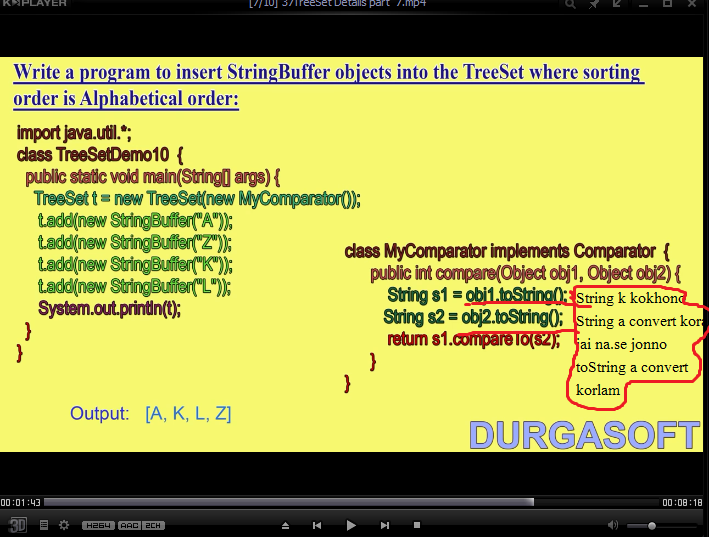 KMPLAYER
[7/10] 37TreeSet Details part 7.mp4
Write a program to insert StringBuffer objects into the TreeSet where sorting
order is Alphabetical order:
import java.util.*;
class TreeSetDemo10 {
public static void main(String[] args) {
TreeSet t = new TreeSet(new MyComparator());
t.add(new StringBuffer("A"));
t.add(new StringBuffer("Z"));
t.add(new StringBuffer("K"));
t.add(new StringBuffer("L"));
System.out.println(t);
}
}
class MyComparator implements Comparator {
public int compare(Object obj1, Object obj2) {
String s1 = obj1.toString();
String s2 = obj2.toString();
return s1.compareTo(s2);
}
}
String k kokhono
String a convert kora
jai na.se jonno
toString a convert
korlam
Output: [A, K, L, Z]
DURGASOFT
00:01:43
00:08:18
3D
H264 AAC 2CH